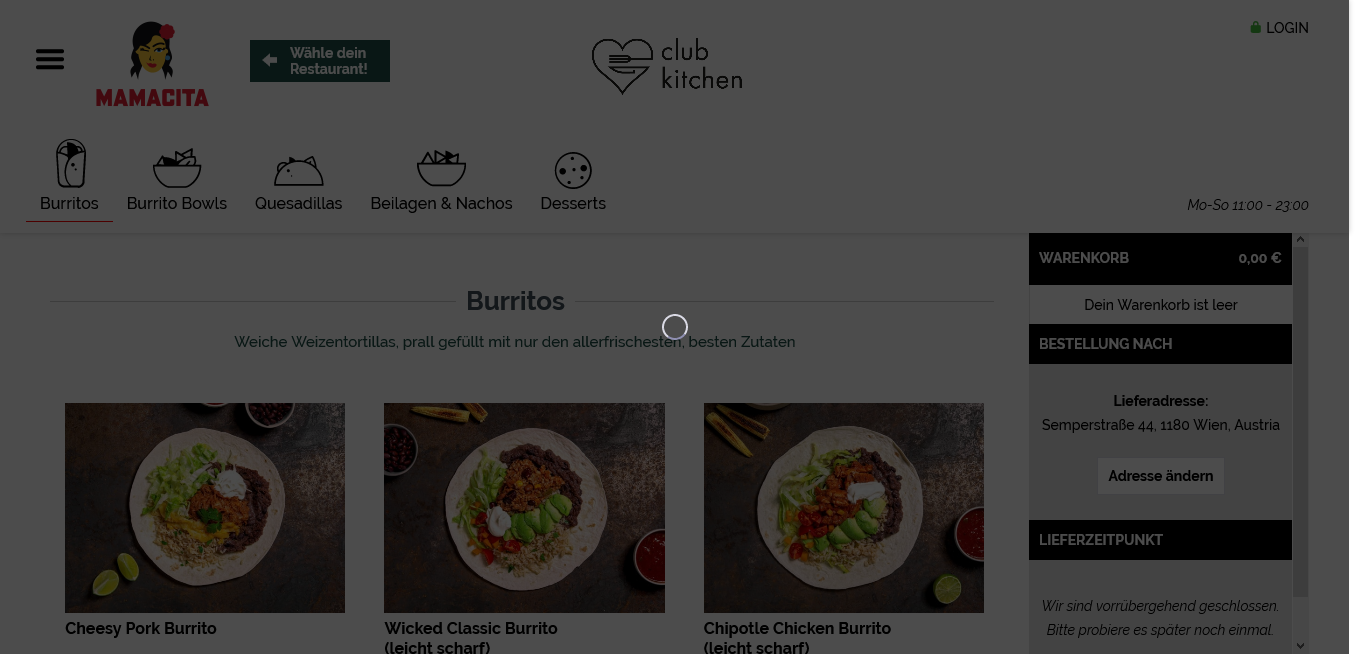 LOGIN
MAMACITA
Wähle dein
Restaurant!
club
kitchen
Burritos
Burrito Bowls
Quesadillas
Beilagen & Nachos
Desserts
Mo-So 11:00 - 23:00
Burritos
Weiche Weizentortillas, prall gefüllt mit nur den allerfrischesten, besten Zutaten
Cheesy Pork Burrito
Wicked Classic Burrito
(leicht scharf)
Chipotle Chicken Burrito
(leicht scharf)
WARENKORB 0,00 €
Dein Warenkorb ist leer
BESTELLUNG NACH
Lieferadresse:
Semperstraße 44, 1180 Wien, Austria
Adresse ändern
LIEFERZEITPUNKT
Wir sind vorrübergehend geschlossen.
Bitte probiere es später noch einmal.